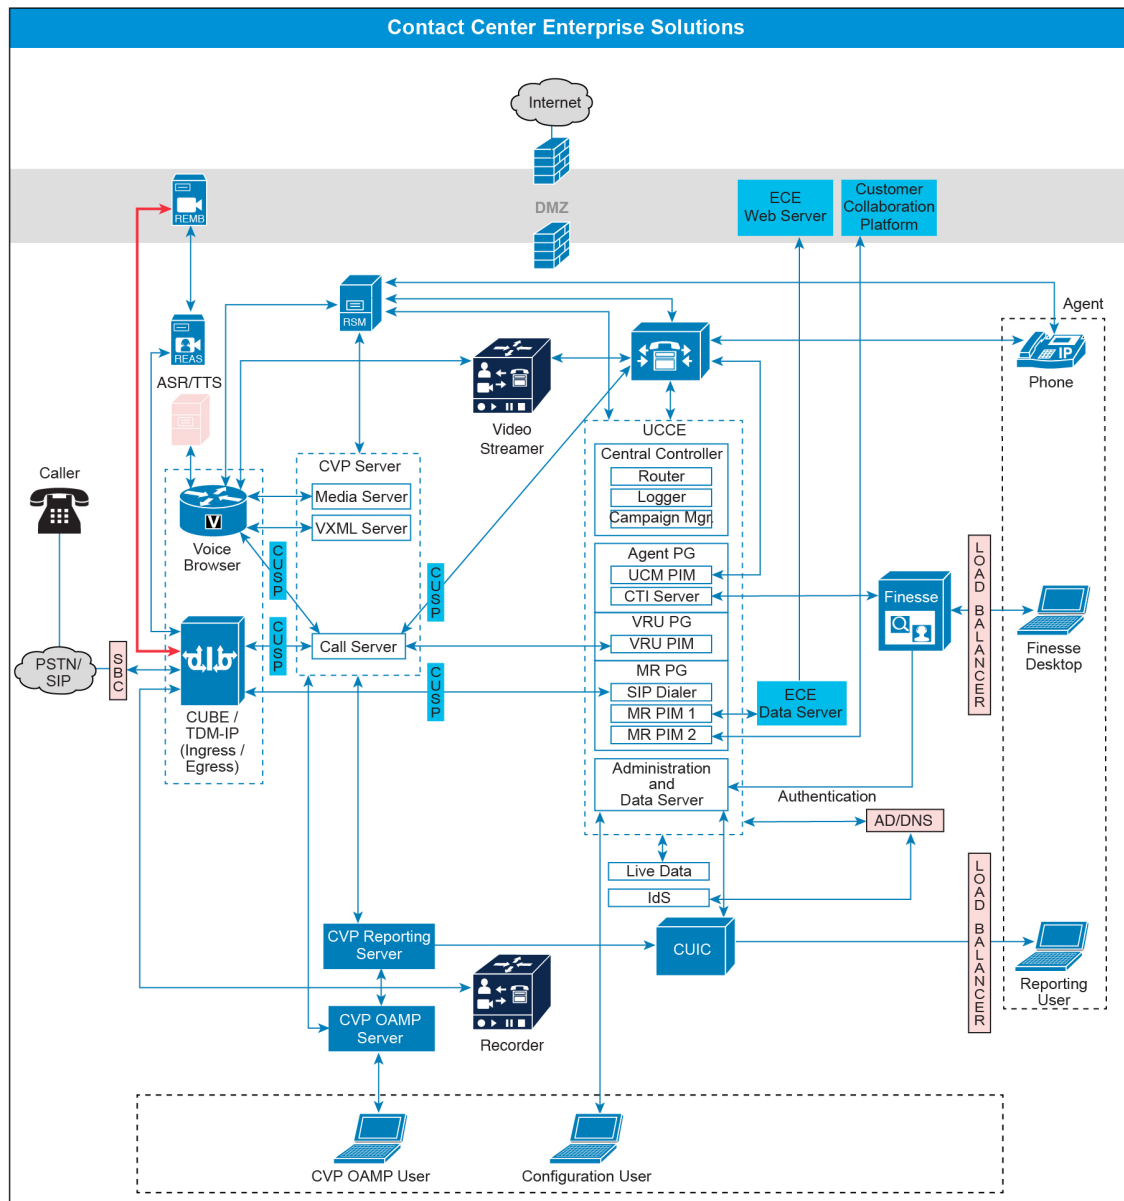 Contact Center Enterprise Solutions
Internet
DMZ
REMB
ECE
Web Server
Customer
Collaboration
Platform
RSM
REAS
ASR/TTS
Agent
IP
Phone
Video
Streamer
UCCE
Central Controller
Router
Logger
Campaign Mgr.
CVP Server
Media Server
VXML Server
Caller
V
Voice
Browser
CUSP
CUSP
Agent PG
UCM PIM
CTI Server
Finesse
LOAD BALANCER
Finesse
Desktop
VRU PG
VRU PIM
Call Server
CUSP
CUSP
PSTN/
SIP
SBC
MR PG
SIP Dialer
MR PIM 1
MR PIM 2
ECE
Data Server
CUBE /
TDM-IP
(Ingress /
Egress)
Administration
and
Data Server
Authentication
AD/DNS
Live Data
IdS
LOAD BALANCER
CVP Reporting
Server
CUIC
Reporting
User
CVP OAMP
Server
Recorder
CVP OAMP User
Configuration User